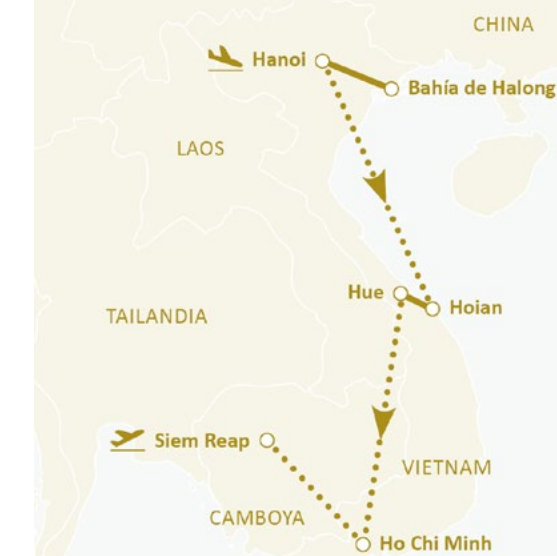 CHINA
Hanoi
Bahía de Halong
LAOS
Hue
Hoian
TAILANDIA
Siem Reap
VIETNAM
CAMBOYA
Ho Chi Minh